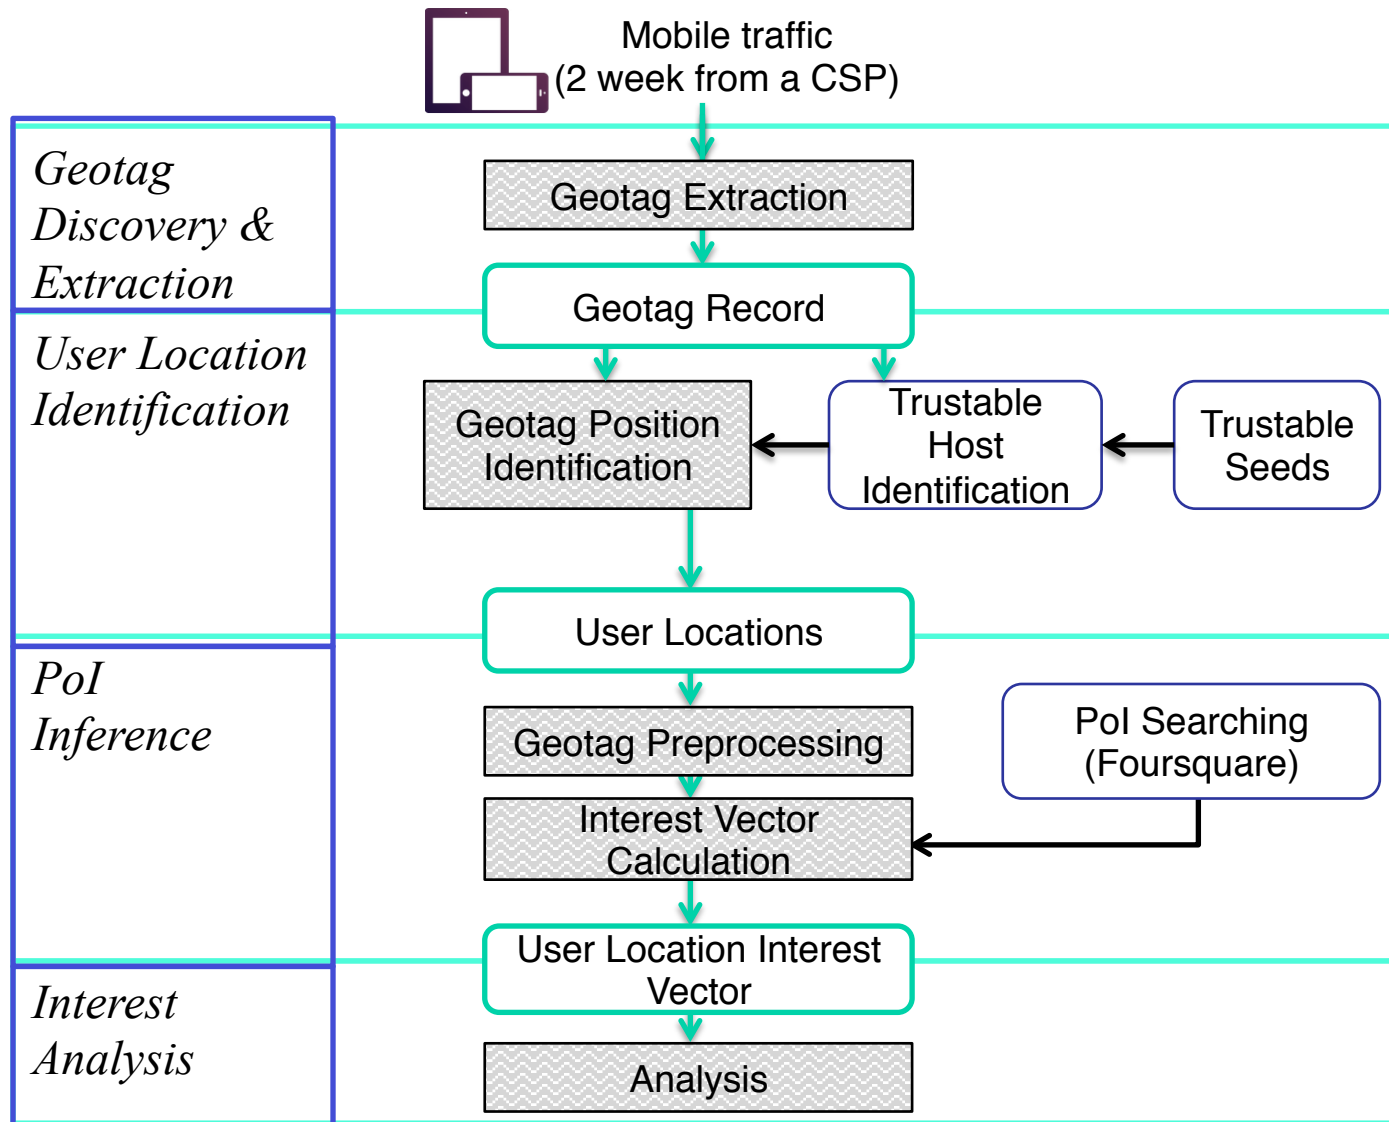 Mobile traffic
(2 week from a CSP)
Geotag
Discovery &
Extraction
Geotag Extraction
Geotag Record
User Location
Identification
Geotag Position
Identification
Trustable
Host
Identification
Trustable
Seeds
User Locations
PoI
Inference
Geotag Preprocessing
PoI Searching
(Foursquare)
Interest Vector
Calculation
User Location Interest
Vector
Interest
Analysis
Analysis